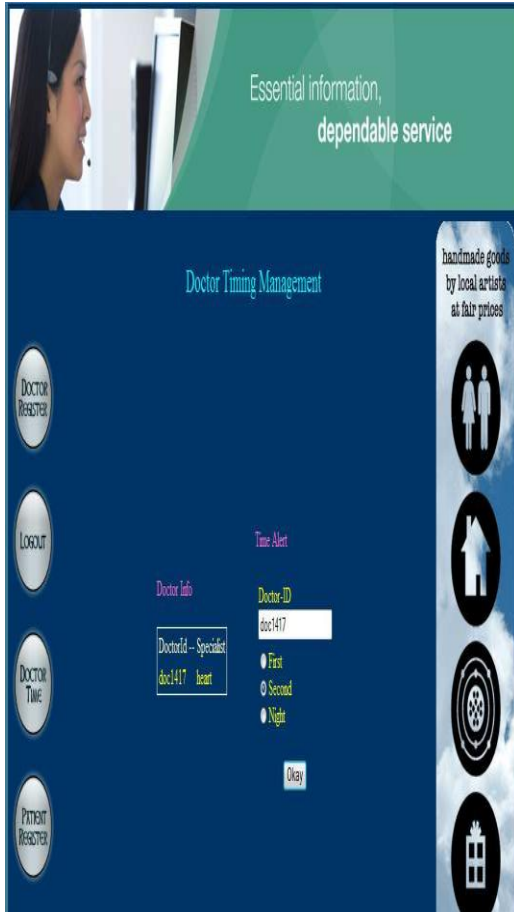 Essential information,
dependable service
handmade goods
by local artists
at fair prices
Doctor Timing Management
DOCTOR
REGISTER
LOGOUT
DOCTOR
TIME
PATIENT
REGISTER
Doctor Info
DoctorId -- Specialist
doc1417 heart
Time Alert
Doctor-ID
doc1417
First
Second
Night
Okay